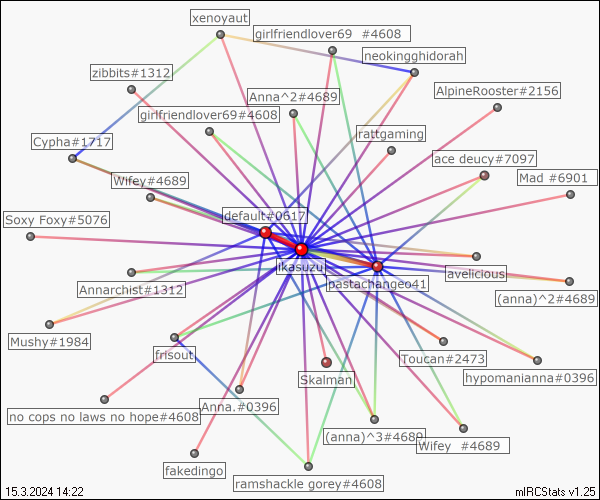 xenoyaut
girlfriendlover69 #4608
neokingghidorah
zibbits#1312
Anna^2#4689
AlpineRooster#2156
girlfriendlover69#4608
rattgaming
Cypha#1717
ace deucy#7097
Wifey#4689
Mad #6901
default#0617
Soxy Foxy#5076
ikasuzu
lvelicious
pastachangeo41
Annarchist#1312
(anna)^2#4689
Mushy#1984
frisout
Toucan#2473
Skalman
hypomanianna#0396
no cops no laws no hope#4608
Anna.#0396
(anna)^3#4689
Wifey #4689
fakedingo
ramshackle gorey#4608
15.3.2024 14:22
mIRCStats v1.25